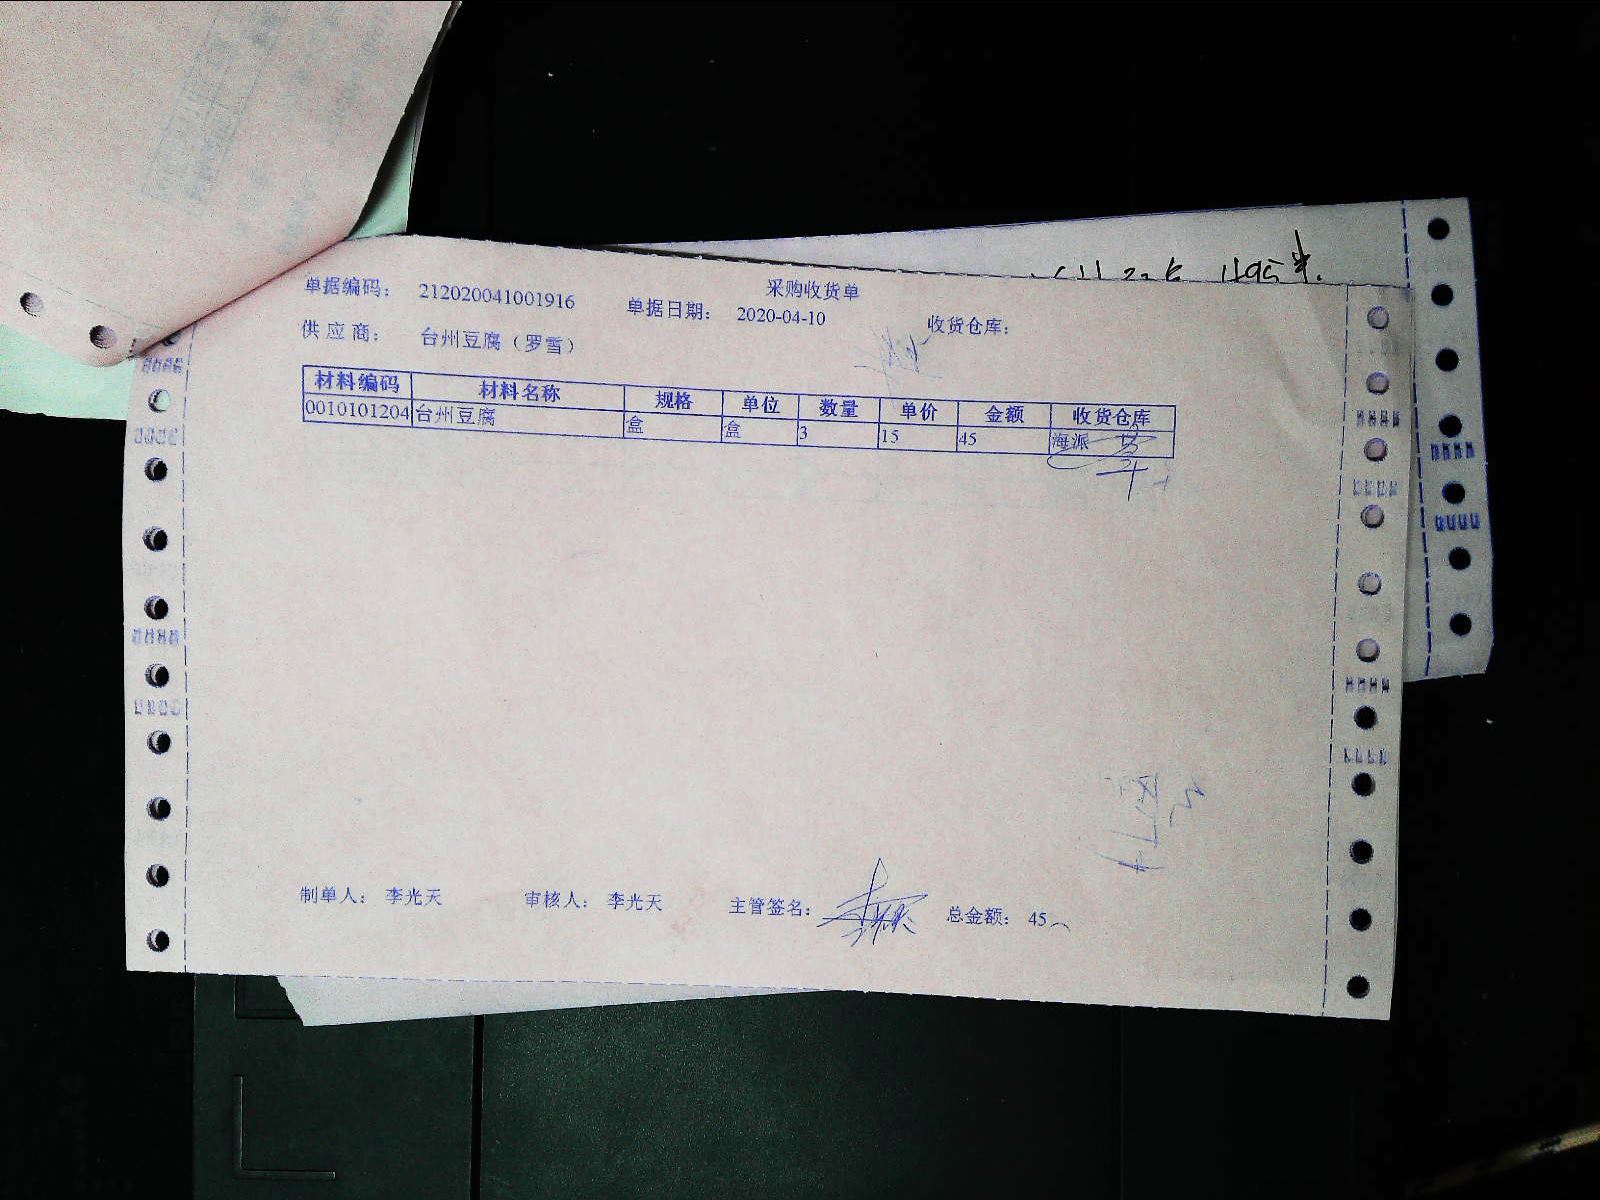 采购收货单
单据编码： 212020041001916 单据日期： 2020-04-10 收货仓库：
供应商： 台州豆腐（罗雪）
材料编码 材料名称 规格 单位 数量 单价 金额 收货仓库
0010101204 台州豆腐 盒 盒 3 15 45 海派
制单人： 李光天 审核人： 李光天 主管签名： 总金额： 45